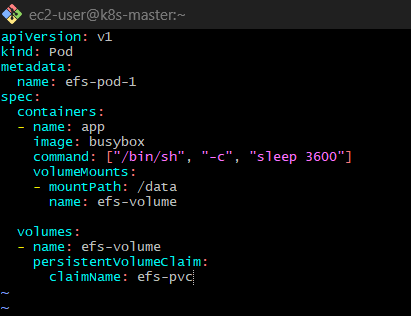 ec2-user@k8s-master:~
apiVersion: v1
kind: Pod
metadata:
  name: efs-pod-1
spec:
  containers:
  - name: app
    image: busybox
    command: ["/bin/sh", "-c", "sleep 3600"]
    volumeMounts:
    - mountPath: /data
      name: efs-volume

  volumes:
  - name: efs-volume
    persistentVolumeClaim:
      claimName: efs-pvc
~
~